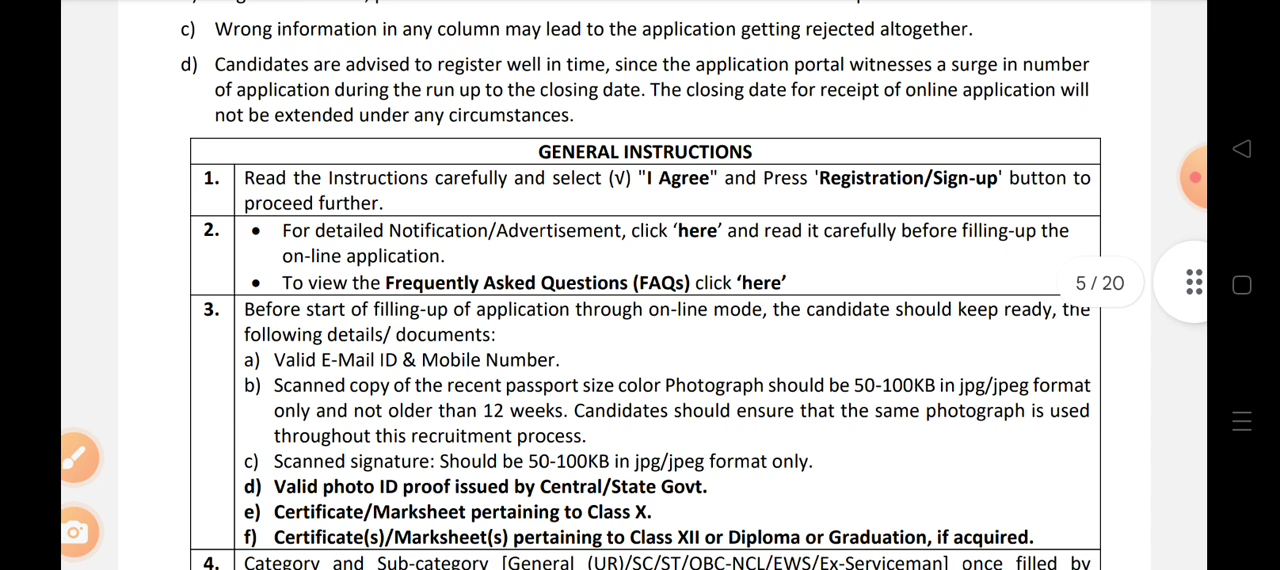 c) Wrong information in any column may lead to the application getting rejected altogether.
d) Candidates are advised to register well in time, since the application portal witnesses a surge in number
of application during the run up to the closing date. The closing date for receipt of online application will
not be extended under any circumstances.
GENERAL INSTRUCTIONS
1. Read the Instructions carefully and select (√) "I Agree" and Press 'Registration/Sign-up' button to
proceed further.
2. • For detailed Notification/Advertisement, click ‘here’ and read it carefully before filling-up the
on-line application.
• To view the Frequently Asked Questions (FAQs) click ‘here’
5 / 20
3. Before start of filling-up of application through on-line mode, the candidate should keep ready, the
following details/ documents:
a) Valid E-Mail ID & Mobile Number.
b) Scanned copy of the recent passport size color Photograph should be 50-100KB in jpg/jpeg format
only and not older than 12 weeks. Candidates should ensure that the same photograph is used
throughout this recruitment process.
c) Scanned signature: Should be 50-100KB in jpg/jpeg format only.
d) Valid photo ID proof issued by Central/State Govt.
e) Certificate/Marksheet pertaining to Class X.
f) Certificate(s)/Marksheet(s) pertaining to Class XII or Diploma or Graduation, if acquired.
4. Category and Sub-category [General (UR)/SC/ST/OBC-NCL/EWS/Ex-Serviceman] once filled by